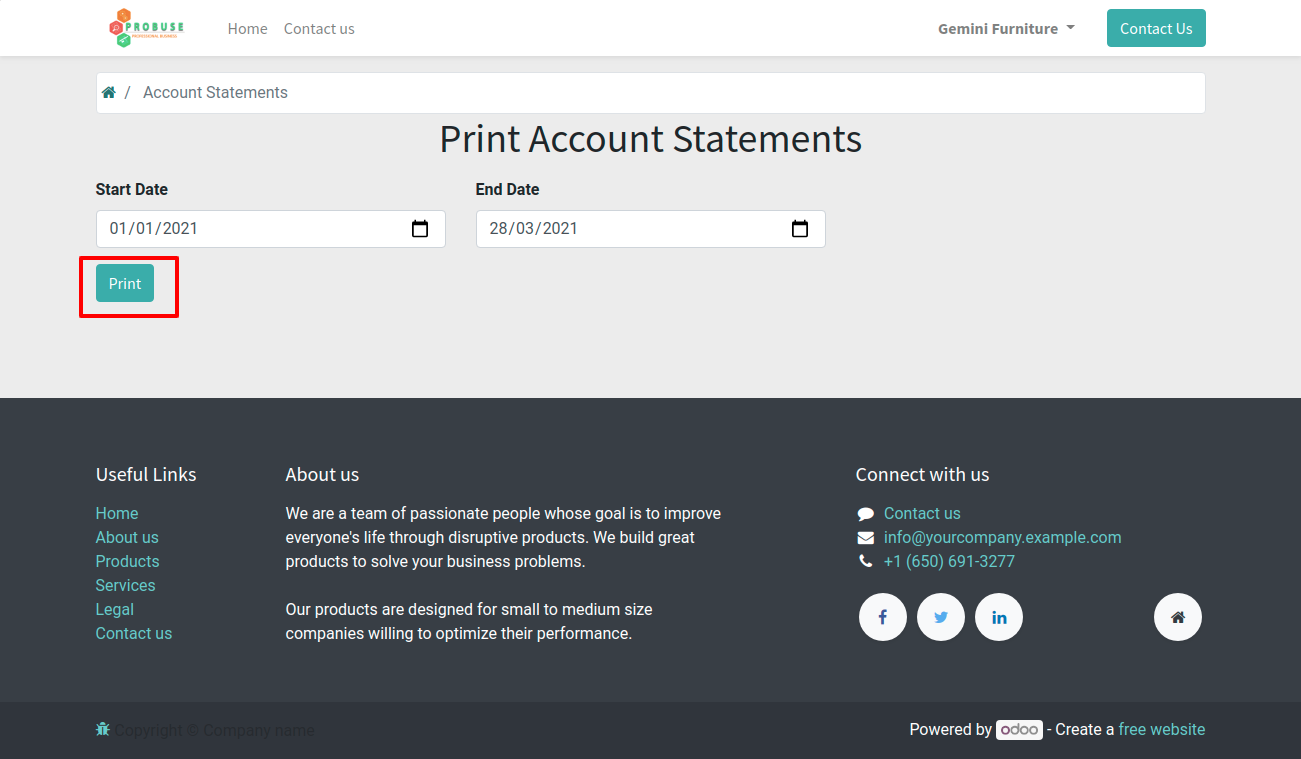 PROBUSE
PROFESSIONAL BUSINESS
Home
Contact us
Gemini Furniture
Contact Us
/ Account Statements
Print Account Statements
Start Date
End Date
01/01/2021
28/03/2021
Print
Useful Links
Home
About us
Products
Services
Legal
Contact us
About us
We are a team of passionate people whose goal is to improve
everyone's life through disruptive products. We build great
products to solve your business problems.
Our products are designed for small to medium size
companies willing to optimize their performance.
Connect with us
Contact us
info@yourcompany.example.com
+1 (650) 691-3277
Copyright © Company name
Powered by odoo - Create a free website